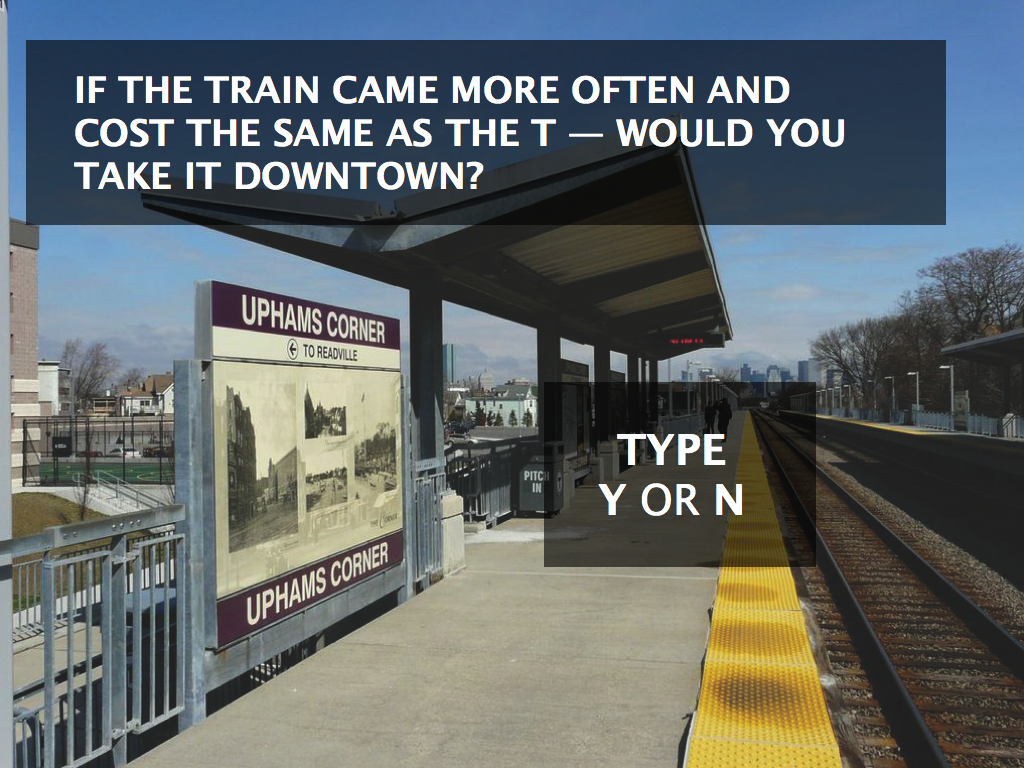 IF THE TRAIN CAME MORE OFTEN AND
COST THE SAME AS THE T — WOULD YOU
TAKE IT DOWNTOWN?
UPHAMS CORNER
TO READVILLE
PITCH
IN
TYPE
Y OR N
UPHAMS CORNER